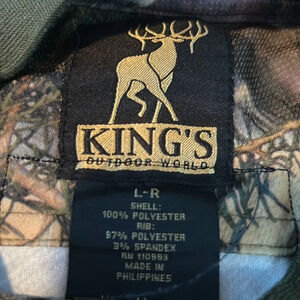 KING'S
OUTDOOR WORLD
L-R
SHELL:
100% POLYESTER
RIB:
97% POLYESTER
3% SPANDEX
RN 110993
MADE IN
PHILIPPINES